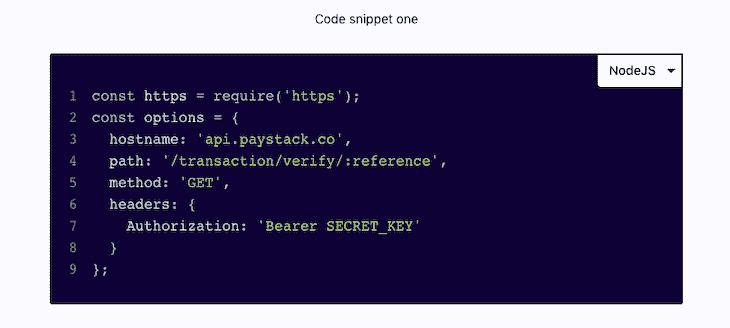 Code snippet one
NodeJS
1 const https = require('https');
2 const options = {
3   hostname: 'api.paystack.co',
4   path: '/transaction/verify/:reference',
5   method: 'GET',
6   headers: {
7     Authorization: 'Bearer SECRET_KEY'
8   }
9 };